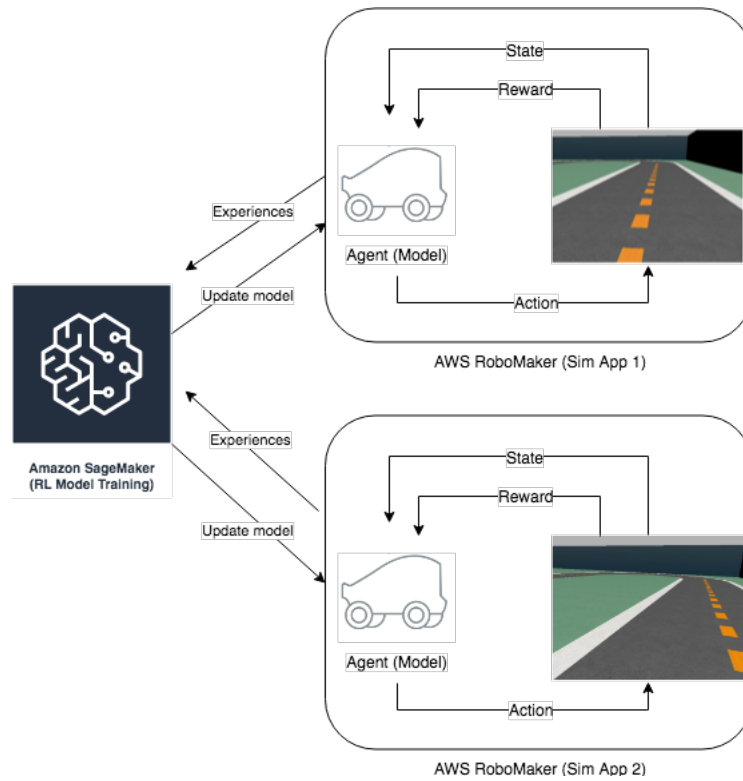 State
Reward
Agent (Model)
Action
AWS RoboMaker (Sim App 1)
Experiences
Update model
Amazon SageMaker
(RL Model Training)
Experiences
Update model
State
Reward
Agent (Model)
Action
AWS RoboMaker (Sim App 2)